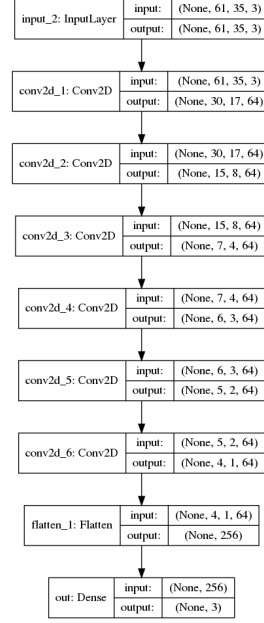 input_2: InputLayer input: (None, 61, 35, 3)
output: (None, 61, 35, 3)
conv2d_1: Conv2D input: (None, 61, 35, 3)
output: (None, 30, 17, 64)
conv2d_2: Conv2D input: (None, 30, 17, 64)
output: (None, 15, 8, 64)
conv2d_3: Conv2D input: (None, 15, 8, 64)
output: (None, 7, 4, 64)
conv2d_4: Conv2D input: (None, 7, 4, 64)
output: (None, 6, 3, 64)
conv2d_5: Conv2D input: (None, 6, 3, 64)
output: (None, 5, 2, 64)
conv2d_6: Conv2D input: (None, 5, 2, 64)
output: (None, 4, 1, 64)
flatten_1: Flatten input: (None, 4, 1, 64)
output: (None, 256)
out: Dense input: (None, 256)
output: (None, 3)